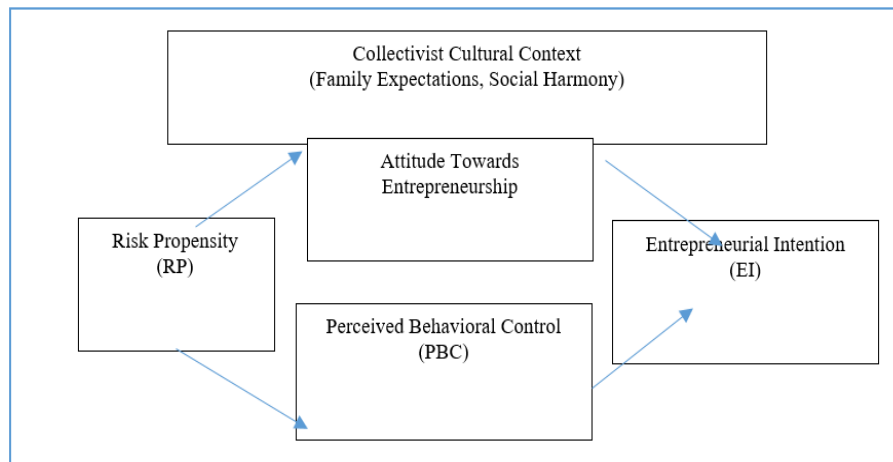 Collectivist Cultural Context
(Family Expectations, Social Harmony)
Attitude Towards
Entrepreneurship
Risk Propensity
(RP)
Entrepreneurial Intention
(EI)
Perceived Behavioral Control
(PBC)